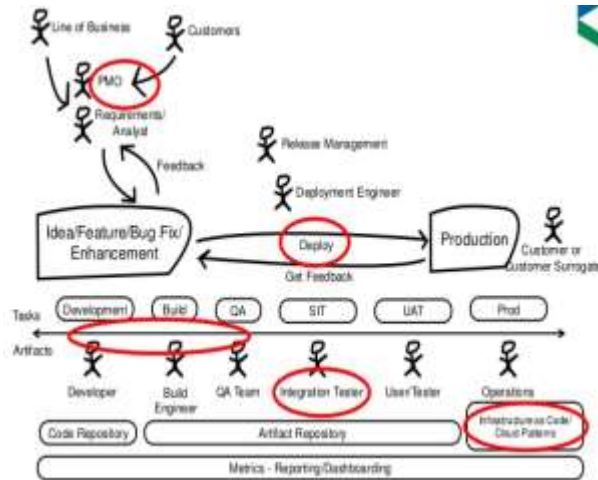 Line of Business
Customers
PMO
Requirements/
Analyst
Feedback
Release Management
Deployment Engineer
Idea/Feature/Bug Fix/
Enhancement
Deploy
Get Feedback
Production
Customer or
Customer Surrogate
Tasks
Development
Build
QA
SIT
UAT
Prod
Artifacts
Developer
Build
Engineer
QA Team
Integration Tester
User/Tester
Operations
Code Repository
Artifact Repository
Infrastructure as Code/
Cloud Patterns
Metrics - Reporting/Dashboarding